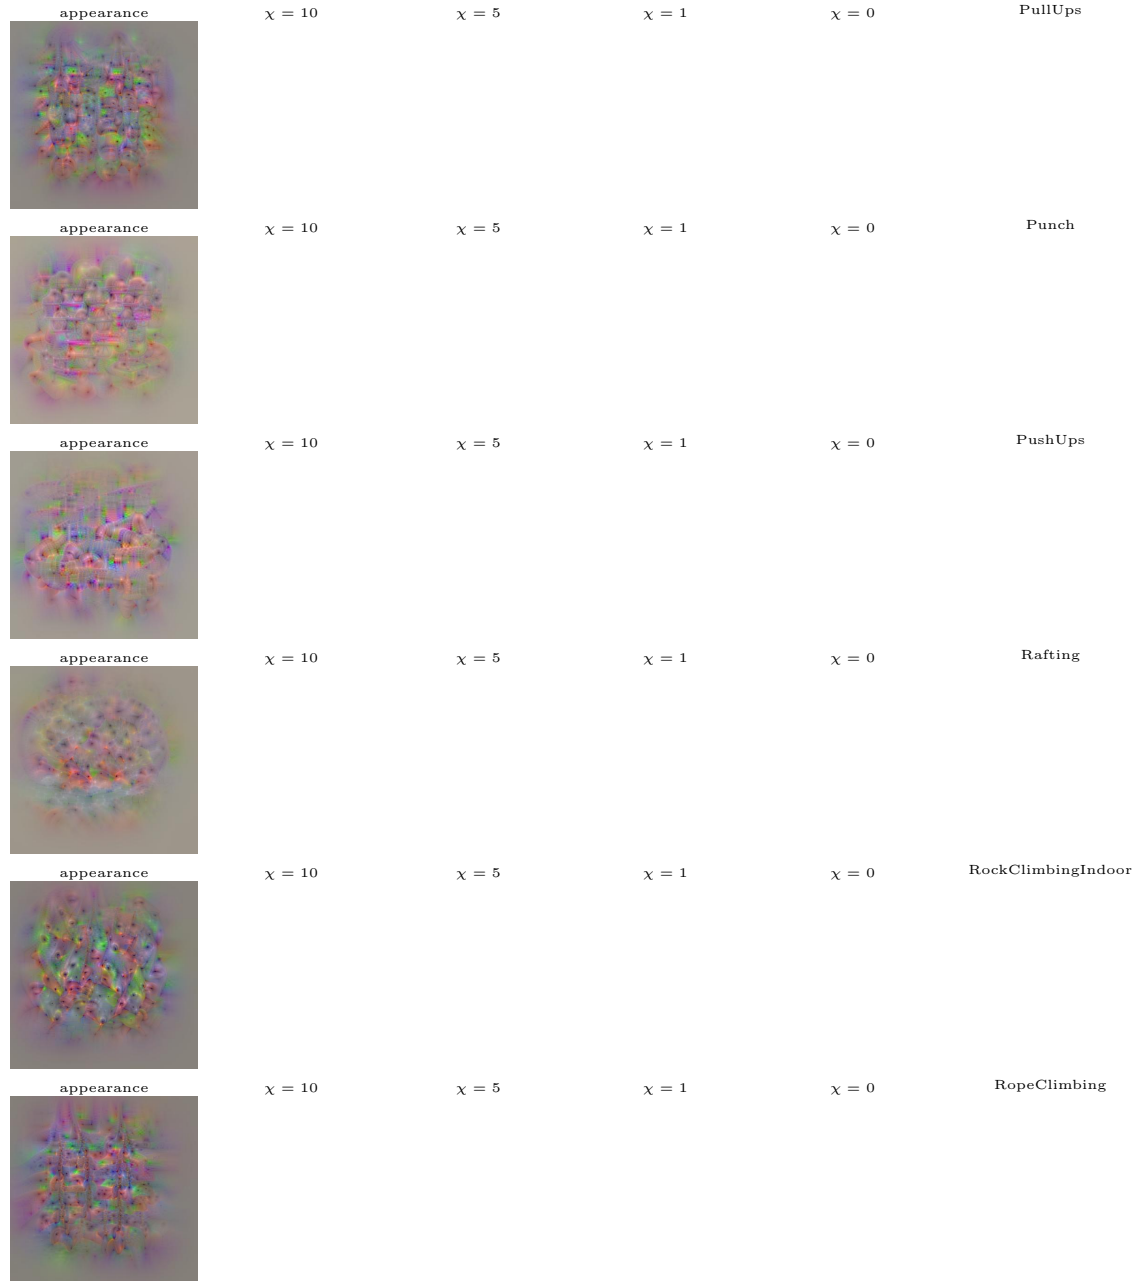 appearance χ = 10 χ = 5 χ = 1 χ = 0 PullUps
appearance χ = 10 χ = 5 χ = 1 χ = 0 Punch
appearance χ = 10 χ = 5 χ = 1 χ = 0 PushUps
appearance χ = 10 χ = 5 χ = 1 χ = 0 Rafting
appearance χ = 10 χ = 5 χ = 1 χ = 0 RockClimbingIndoor
appearance χ = 10 χ = 5 χ = 1 χ = 0 RopeClimbing